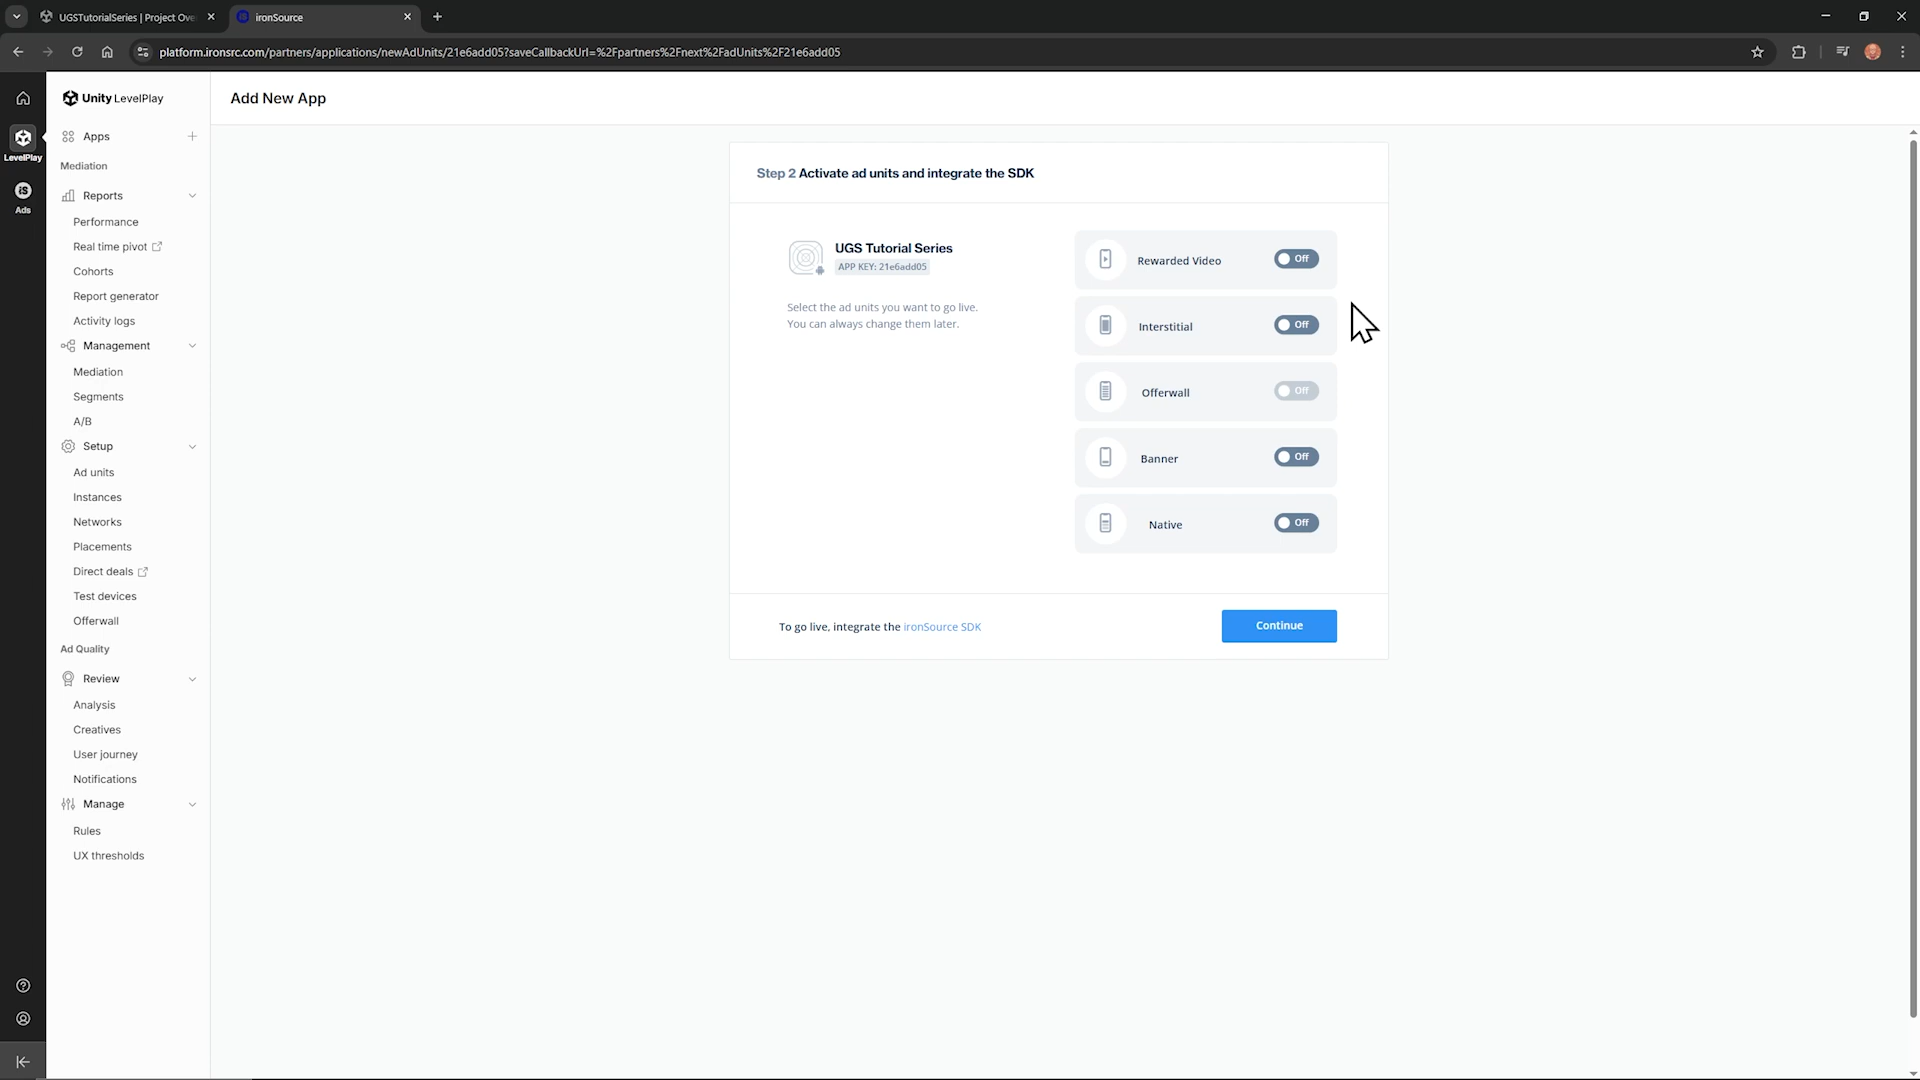 UGSTutorialSeries | Project Ove
ironSource
platform.ironsrc.com/partners/applications/newAdUnits/21e6add05?saveCallbackUrl=%2Fpartners%2Fnext%2FadUnits%2F21e6add05
LevelPlay
Ads
Unity LevelPlay
Apps
Mediation
Reports
Performance
Real time pivot
Cohorts
Report generator
Activity logs
Management
Mediation
Segments
A/B
Setup
Ad units
Instances
Networks
Placements
Direct deals
Test devices
Offerwall
Ad Quality
Review
Analysis
Creatives
User journey
Notifications
Manage
Rules
UX thresholds
Add New App
Step 2 Activate ad units and integrate the SDK
UGS Tutorial Series
APP KEY: 21e6add05
Select the ad units you want to go live.
You can always change them later.
Rewarded Video Off
Interstitial Off
Offerwall Off
Banner Off
Native Off
To go live, integrate the ironSource SDK
Continue